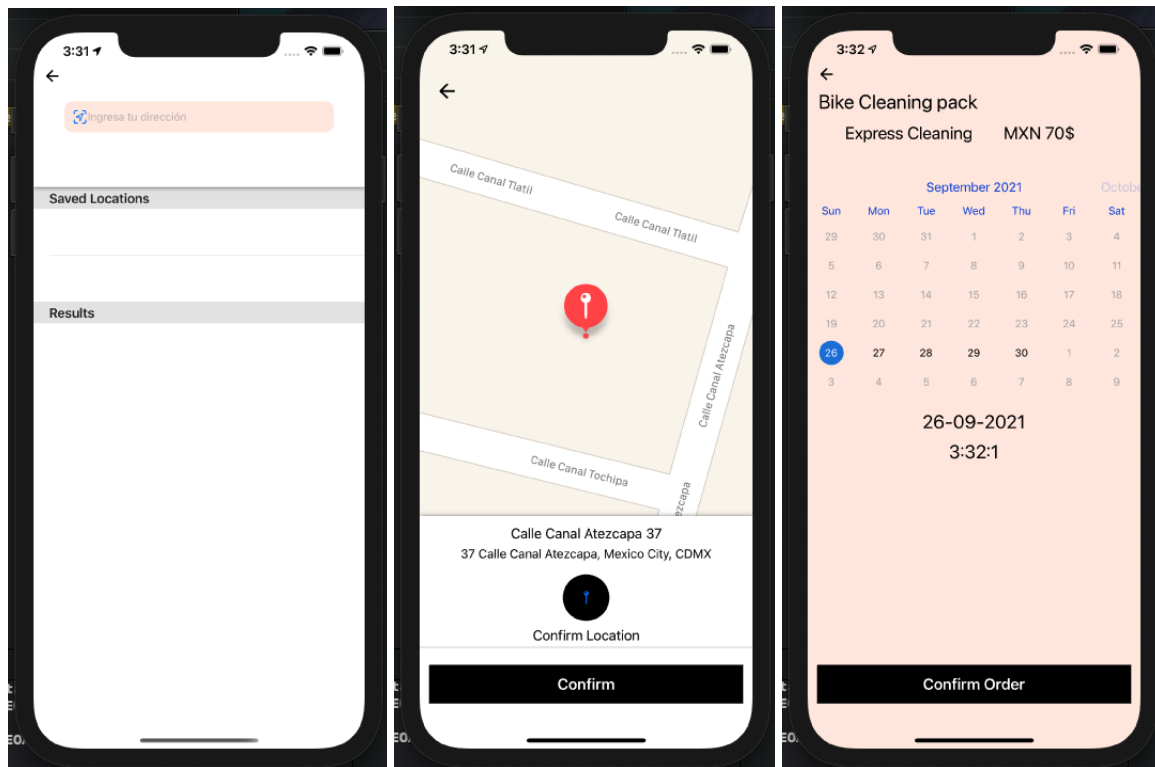 3:31
Ingresa tu dirección
Saved Locations
Results
3:31
Calle Canal Tlatil
Calle Canal Tlatil
Calle Canal Atezcapa
Calle Canal Tochipa
ezcapa
Calle Canal Atezcapa 37
37 Calle Canal Atezcapa, Mexico City, CDMX
Confirm Location
Confirm
3:32
Bike Cleaning pack
Express Cleaning MXN 70$
September 2021 Octobe
Sun Mon Tue Wed Thu Fri Sat
29 30 31 1 2 3 4
5 6 7 8 9 10 11
12 13 14 15 16 17 18
19 20 21 22 23 24 25
26 27 28 29 30 1 2
3 4 5 6 7 8 9
26-09-2021
3:32:1
Confirm Order